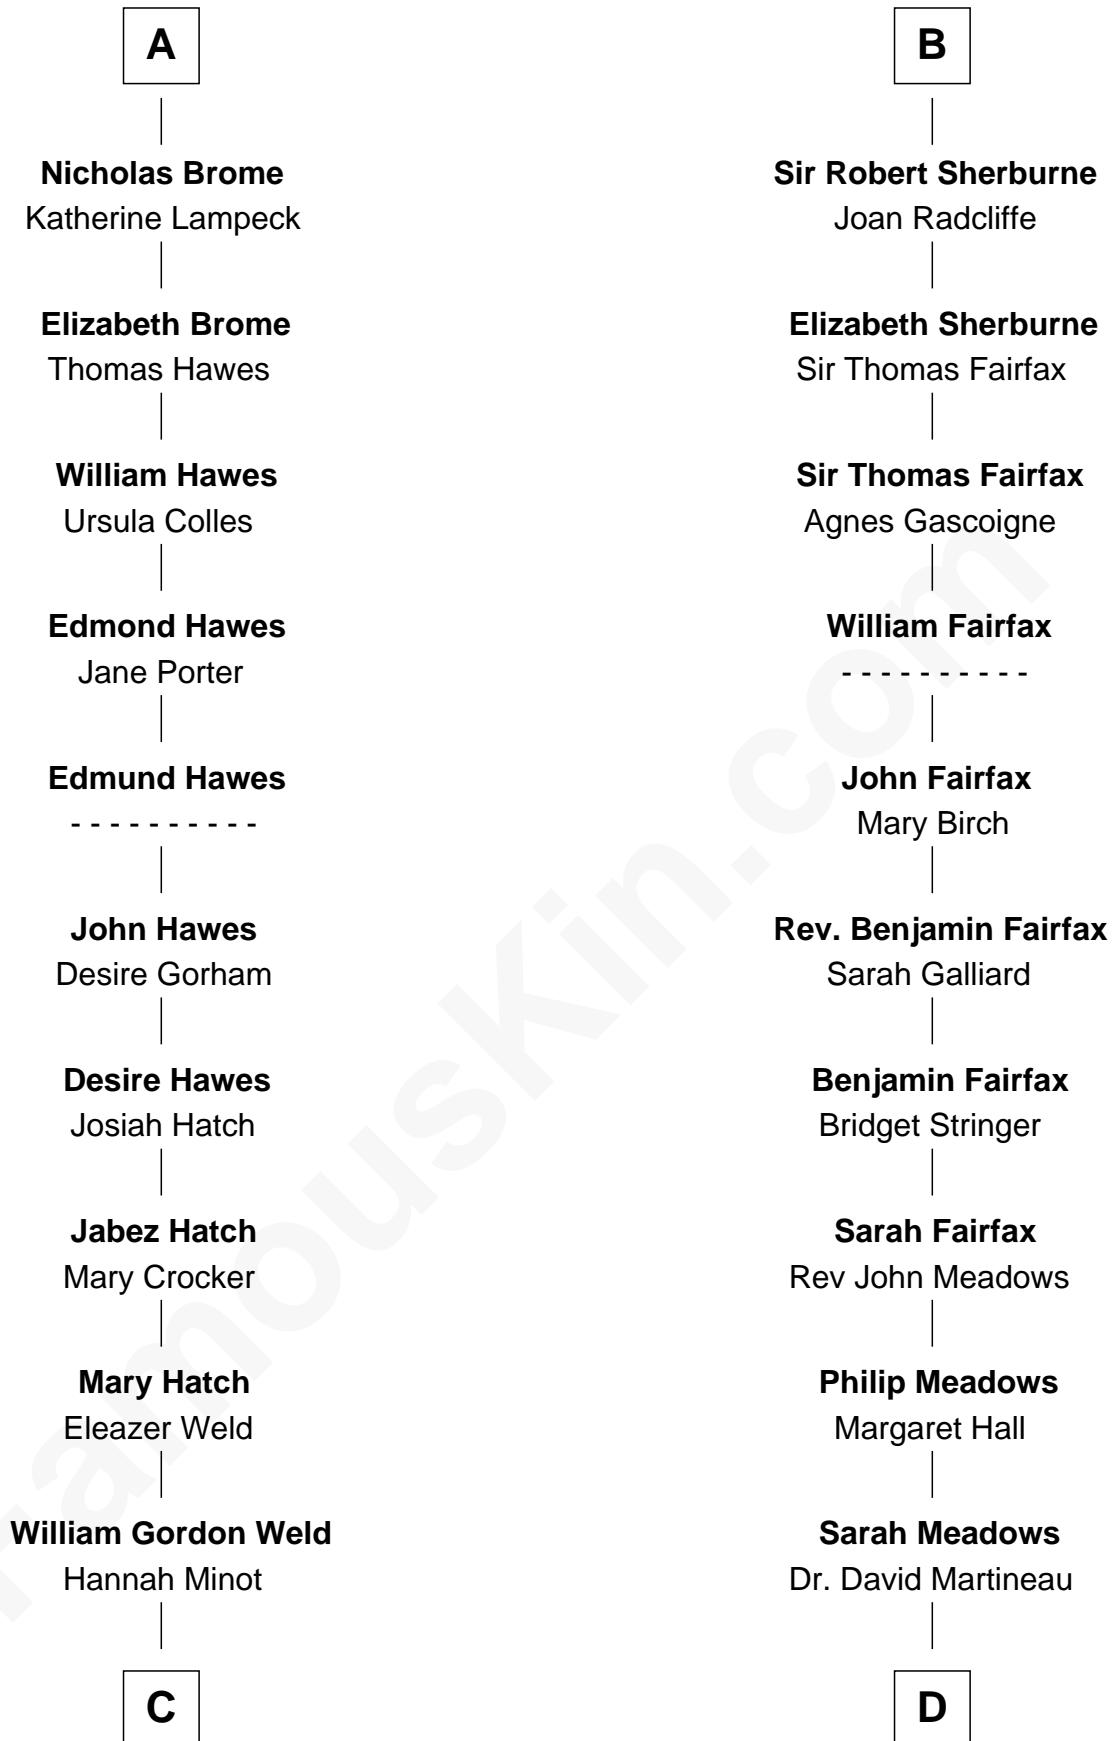 A
Nicholas Brome
Katherine Lampeck
Elizabeth Brome
Thomas Hawes
William Hawes
Ursula Colles
Edmond Hawes
Jane Porter
Edmund Hawes
- - - - - - - - - -
John Hawes
Desire Gorham
Desire Hawes
Josiah Hatch
Jabez Hatch
Mary Crocker
Mary Hatch
Eleazer Weld
William Gordon Weld
Hannah Minot
C
B
Sir Robert Sherburne
Joan Radcliffe
Elizabeth Sherburne
Sir Thomas Fairfax
Sir Thomas Fairfax
Agnes Gascoigne
William Fairfax
- - - - - - - - - -
John Fairfax
Mary Birch
Rev. Benjamin Fairfax
Sarah Galliard
Benjamin Fairfax
Bridget Stringer
Sarah Fairfax
Rev John Meadows
Philip Meadows
Margaret Hall
Sarah Meadows
Dr. David Martineau
D
FamousKin.com